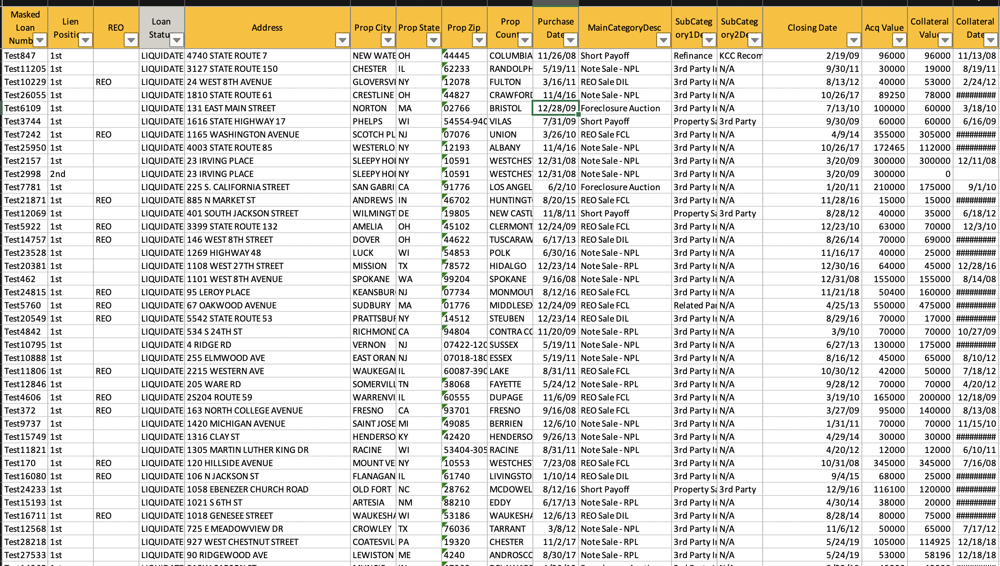 Masked Loan Numb Lien Positic REO Loan Statu Address Prop City Prop State Prop Zip Prop Count Purchase Date MainCategoryDesc SubCateg ory1De SubCateg ory2De Closing Date Acq Value Collateral Value Collateral Date
Test847 1st LIQUIDATE 4740 STATE ROUTE 7 NEW WATE OH 44445 COLUMBIA 11/26/08 Short Payoff Refinance KCC Recom 2/19/09 96000 96000 11/13/08
Test11205 1st LIQUIDATE 3127 STATE ROUTE 150 CHESTER IL 62233 RANDOLPH 5/19/11 Note Sale - NPL 3rd Party Ir N/A 9/30/11 30000 19000 8/19/11
Test10229 1st REO LIQUIDATE 24 WEST 8TH AVENUE GLOVERSVI NY 12078 FULTON 3/16/11 REO Sale DIL 3rd Party Ir N/A 8/13/12 40000 53000 2/24/12
Test26055 1st LIQUIDATE 1810 STATE ROUTE 61 CRESTLINE OH 44827 CRAWFORD 11/4/16 Note Sale - NPL 3rd Party Ir N/A 10/26/17 89250 78000 #########
Test6109 1st LIQUIDATE 131 EAST MAIN STREET NORTON MA 02766 BRISTOL 12/28/09 Foreclosure Auction 3rd Party Ir N/A 7/13/10 100000 60000 3/18/10
Test3744 1st LIQUIDATE 1616 STATE HIGHWAY 17 PHELPS WI 54554-940 VILAS 7/31/09 Short Payoff Property Sa 3rd Party 9/30/09 60000 60000 6/16/09
Test7242 1st REO LIQUIDATE 1165 WASHINGTON AVENUE SCOTCH PL NJ 07076 UNION 3/26/10 REO Sale FCL 3rd Party Ir N/A 4/9/14 355000 305000 #########
Test25950 1st LIQUIDATE 4003 STATE ROUTE 85 WESTERLO NY 12193 ALBANY 11/4/16 Note Sale - NPL 3rd Party Ir N/A 10/26/17 172465 112000 #########
Test2157 1st LIQUIDATE 23 IRVING PLACE SLEEPY HOI NY 10591 WESTCHES 12/31/08 Note Sale - NPL 3rd Party Ir N/A 3/20/09 300000 300000 12/11/08
Test2998 2nd LIQUIDATE 23 IRVING PLACE SLEEPY HOI NY 10591 WESTCHES 12/31/08 Note Sale - NPL 3rd Party Ir N/A 3/20/09 300000 0
Test7781 1st LIQUIDATE 225 S. CALIFORNIA STREET SAN GABRI CA 91776 LOS ANGEL 6/2/10 Foreclosure Auction 3rd Party Ir N/A 1/20/11 210000 175000 9/1/10
Test21871 1st REO LIQUIDATE 885 N MARKET ST ANDREWS IN 46702 HUNTINGT 8/20/15 REO Sale FCL 3rd Party Ir N/A 11/28/16 15000 15000 #########
Test12069 1st LIQUIDATE 401 SOUTH JACKSON STREET WILMINGT DE 19805 NEW CASTL 11/8/11 Short Payoff Property Sa 3rd Party 8/28/12 40000 35000 6/18/12
Test5922 1st REO LIQUIDATE 3399 STATE ROUTE 132 AMELIA OH 45102 CLERMONT 12/24/09 REO Sale FCL 3rd Party Ir N/A 12/23/10 63000 70000 12/3/10
Test14757 1st REO LIQUIDATE 146 WEST 8TH STREET DOVER OH 44622 TUSCARAW 6/17/13 REO Sale DIL 3rd Party Ir N/A 8/26/14 70000 69000 #########
Test23528 1st LIQUIDATE 1269 HIGHWAY 48 LUCK WI 54853 POLK 6/30/16 Note Sale - NPL 3rd Party Ir N/A 11/16/17 40000 25000 #########
Test20381 1st LIQUIDATE 1108 WEST 27TH STREET MISSION TX 78572 HIDALGO 12/23/14 Note Sale - RPL 3rd Party Ir N/A 12/30/16 64000 45000 12/28/16
Test462 1st LIQUIDATE 1101 WEST 8TH AVENUE SPOKANE WA 99204 SPOKANE 9/16/08 Note Sale - NPL 3rd Party Ir N/A 12/31/08 155000 155000 8/14/08
Test24815 1st REO LIQUIDATE 95 LEROY PLACE KEANSBUR NJ 07734 MONMOUT 8/12/16 REO Sale FCL 3rd Party Ir N/A 11/21/18 50400 160000 #########
Test5760 1st REO LIQUIDATE 67 OAKWOOD AVENUE SUDBURY MA 01776 MIDDLESEX 12/24/09 REO Sale FCL Related Par N/A 4/25/13 550000 475000 #########
Test20549 1st REO LIQUIDATE 5542 STATE ROUTE 53 PRATTSBUR NY 14512 STEUBEN 12/23/14 REO Sale DIL 3rd Party Ir N/A 8/29/16 70000 17000 #########
Test4842 1st LIQUIDATE 534 S 24TH ST RICHMOND CA 94804 CONTRA CO 11/20/09 Note Sale - RPL 3rd Party Ir N/A 3/9/10 70000 70000 10/27/09
Test10795 1st LIQUIDATE 4 RIDGE RD VERNON NJ 07422-120 SUSSEX 5/19/11 Note Sale - NPL 3rd Party Ir N/A 6/27/13 130000 175000 #########
Test10888 1st LIQUIDATE 255 ELMWOOD AVE EAST ORAN NJ 07018-180 ESSEX 5/19/11 Note Sale - NPL 3rd Party Ir N/A 8/16/12 45000 65000 8/10/12
Test11806 1st REO LIQUIDATE 2215 WESTERN AVE WAUKEGAI IL 60087-390 LAKE 8/31/11 REO Sale FCL 3rd Party Ir N/A 10/30/12 42000 50000 7/18/12
Test12846 1st LIQUIDATE 205 WARE RD SOMERVILL TN 38068 FAYETTE 5/24/12 Note Sale - RPL 3rd Party Ir N/A 9/28/12 70000 70000 4/20/12
Test4606 1st REO LIQUIDATE 2S204 ROUTE 59 WARRENVI IL 60555 DUPAGE 11/6/09 REO Sale FCL 3rd Party Ir N/A 3/19/10 165000 200000 12/18/09
Test372 1st REO LIQUIDATE 163 NORTH COLLEGE AVENUE FRESNO CA 93701 FRESNO 9/16/08 REO Sale FCL 3rd Party Ir N/A 3/27/09 95000 140000 8/13/08
Test9737 1st LIQUIDATE 1420 MICHIGAN AVENUE SAINT JOSE MI 49085 BERRIEN 12/6/10 Note Sale - NPL 3rd Party Ir N/A 1/31/11 70000 70000 11/15/10
Test15749 1st LIQUIDATE 1316 CLAY ST HENDERSO KY 42420 HENDERSO 9/26/13 Note Sale - NPL 3rd Party Ir N/A 4/29/14 30000 30000 #########
Test11821 1st LIQUIDATE 1305 MARTIN LUTHER KING DR RACINE WI 53404-305 RACINE 8/31/11 Note Sale - NPL 3rd Party Ir N/A 4/20/12 12000 12000 6/10/11
Test170 1st REO LIQUIDATE 120 HILLSIDE AVENUE MOUNT VE NY 10553 WESTCHES 7/23/08 REO Sale FCL 3rd Party Ir N/A 10/31/08 345000 345000 7/16/08
Test16080 1st REO LIQUIDATE 106 N JACKSON ST FLANAGAN IL 61740 LIVINGSTO 1/10/14 REO Sale DIL 3rd Party Ir N/A 9/4/15 68000 25000 #########
Test24233 1st LIQUIDATE 1058 EBENEZER CHURCH ROAD OLD FORT NC 28762 MCDOWEL 8/12/16 Short Payoff Property Sa 3rd Party 12/9/16 116100 120000 #########
Test15193 1st LIQUIDATE 1021 S 6TH ST ARTESIA NM 88210 EDDY 6/17/13 Note Sale - RPL 3rd Party Ir N/A 4/30/14 38000 20000 #########
Test16711 1st REO LIQUIDATE 1018 GENESEE STREET WAUKESHA WI 53186 WAUKESHA 12/6/13 REO Sale DIL 3rd Party Ir N/A 8/28/14 80000 75000 #########
Test12568 1st LIQUIDATE 725 E MEADOWVIEW DR CROWLEY TX 76036 TARRANT 3/8/12 Note Sale - NPL 3rd Party Ir N/A 11/6/12 50000 65000 7/17/12
Test28218 1st LIQUIDATE 927 WEST CHESTNUT STREET COATESVIL PA 19320 CHESTER 11/2/17 Note Sale - RPL 3rd Party Ir N/A 5/24/19 105000 114925 12/18/18
Test27533 1st LIQUIDATE 90 RIDGEWOOD AVE LEWISTON ME 4240 ANDROSCO 8/30/17 Note Sale - RPL 3rd Party Ir N/A 5/24/19 53000 58196 12/18/18